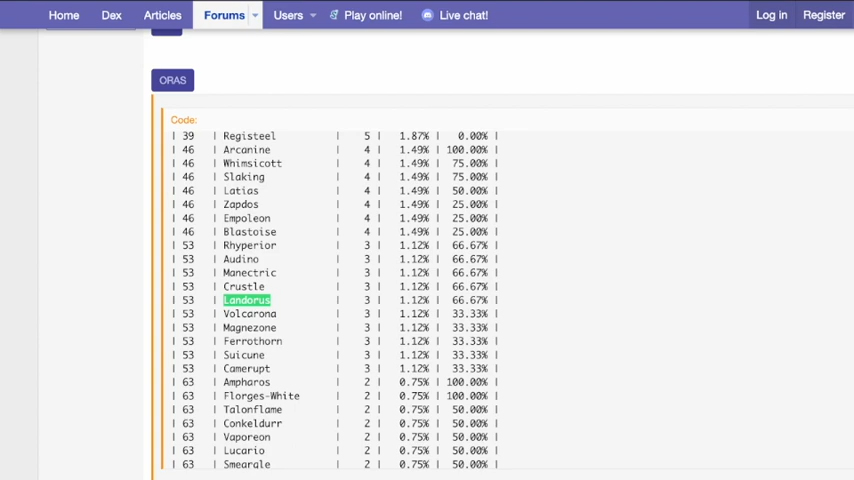 Home Dex Articles Forums Users Play online! Live chat! Log in Register
ORAS
Code:
| 39 | Registeel | 5 | 1.87% | 0.00% |
| 46 | Arcanine | 4 | 1.49% | 100.00% |
| 46 | Whimsicott | 4 | 1.49% | 75.00% |
| 46 | Slaking | 4 | 1.49% | 75.00% |
| 46 | Latias | 4 | 1.49% | 50.00% |
| 46 | Zapdos | 4 | 1.49% | 25.00% |
| 46 | Empoleon | 4 | 1.49% | 25.00% |
| 46 | Blastoise | 4 | 1.49% | 25.00% |
| 53 | Rhyperior | 3 | 1.12% | 66.67% |
| 53 | Audino | 3 | 1.12% | 66.67% |
| 53 | Manectric | 3 | 1.12% | 66.67% |
| 53 | Crustle | 3 | 1.12% | 66.67% |
| 53 | Landorus | 3 | 1.12% | 66.67% |
| 53 | Volcarona | 3 | 1.12% | 33.33% |
| 53 | Magnezone | 3 | 1.12% | 33.33% |
| 53 | Ferrothorn | 3 | 1.12% | 33.33% |
| 53 | Suicune | 3 | 1.12% | 33.33% |
| 53 | Camerupt | 3 | 1.12% | 33.33% |
| 63 | Ampharos | 2 | 0.75% | 100.00% |
| 63 | Florges-White | 2 | 0.75% | 100.00% |
| 63 | Talonflame | 2 | 0.75% | 50.00% |
| 63 | Conkeldurr | 2 | 0.75% | 50.00% |
| 63 | Vaporeon | 2 | 0.75% | 50.00% |
| 63 | Lucario | 2 | 0.75% | 50.00% |
| 63 | Smeargle | 2 | 0.75% | 50.00% |